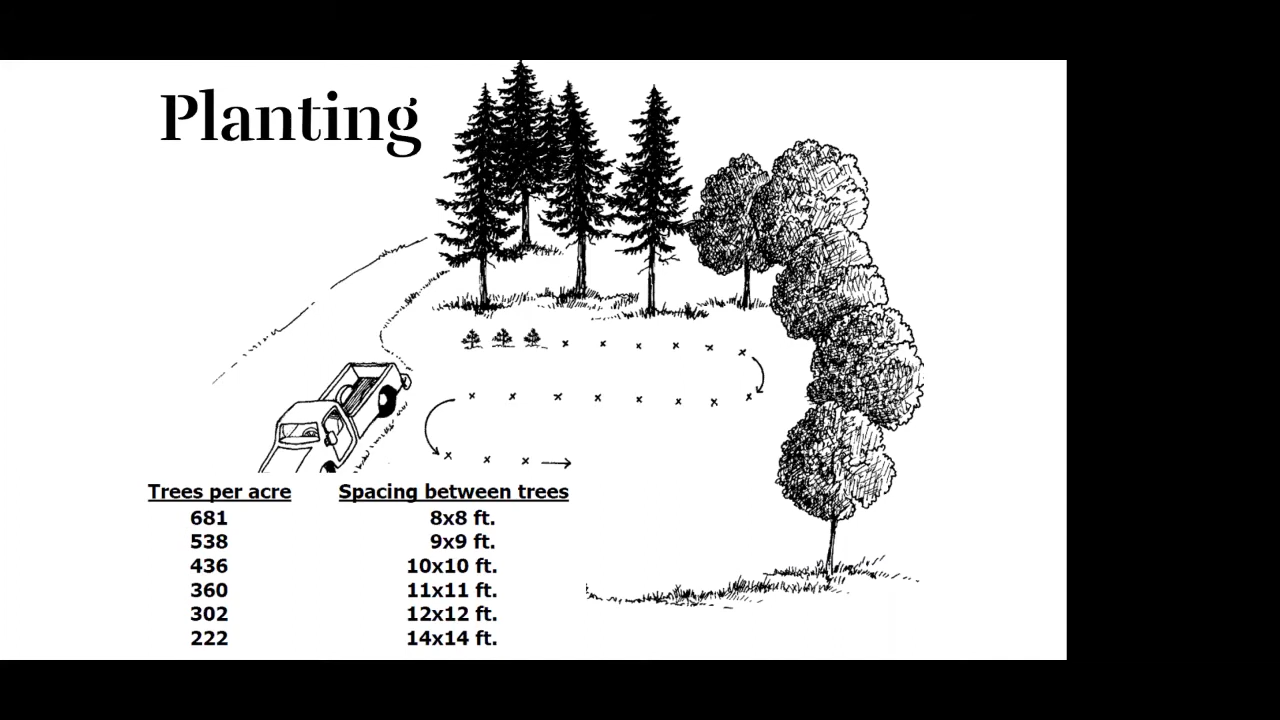 Planting
Trees per acre Spacing between trees
681 8x8 ft.
538 9x9 ft.
436 10x10 ft.
360 11x11 ft.
302 12x12 ft.
222 14x14 ft.